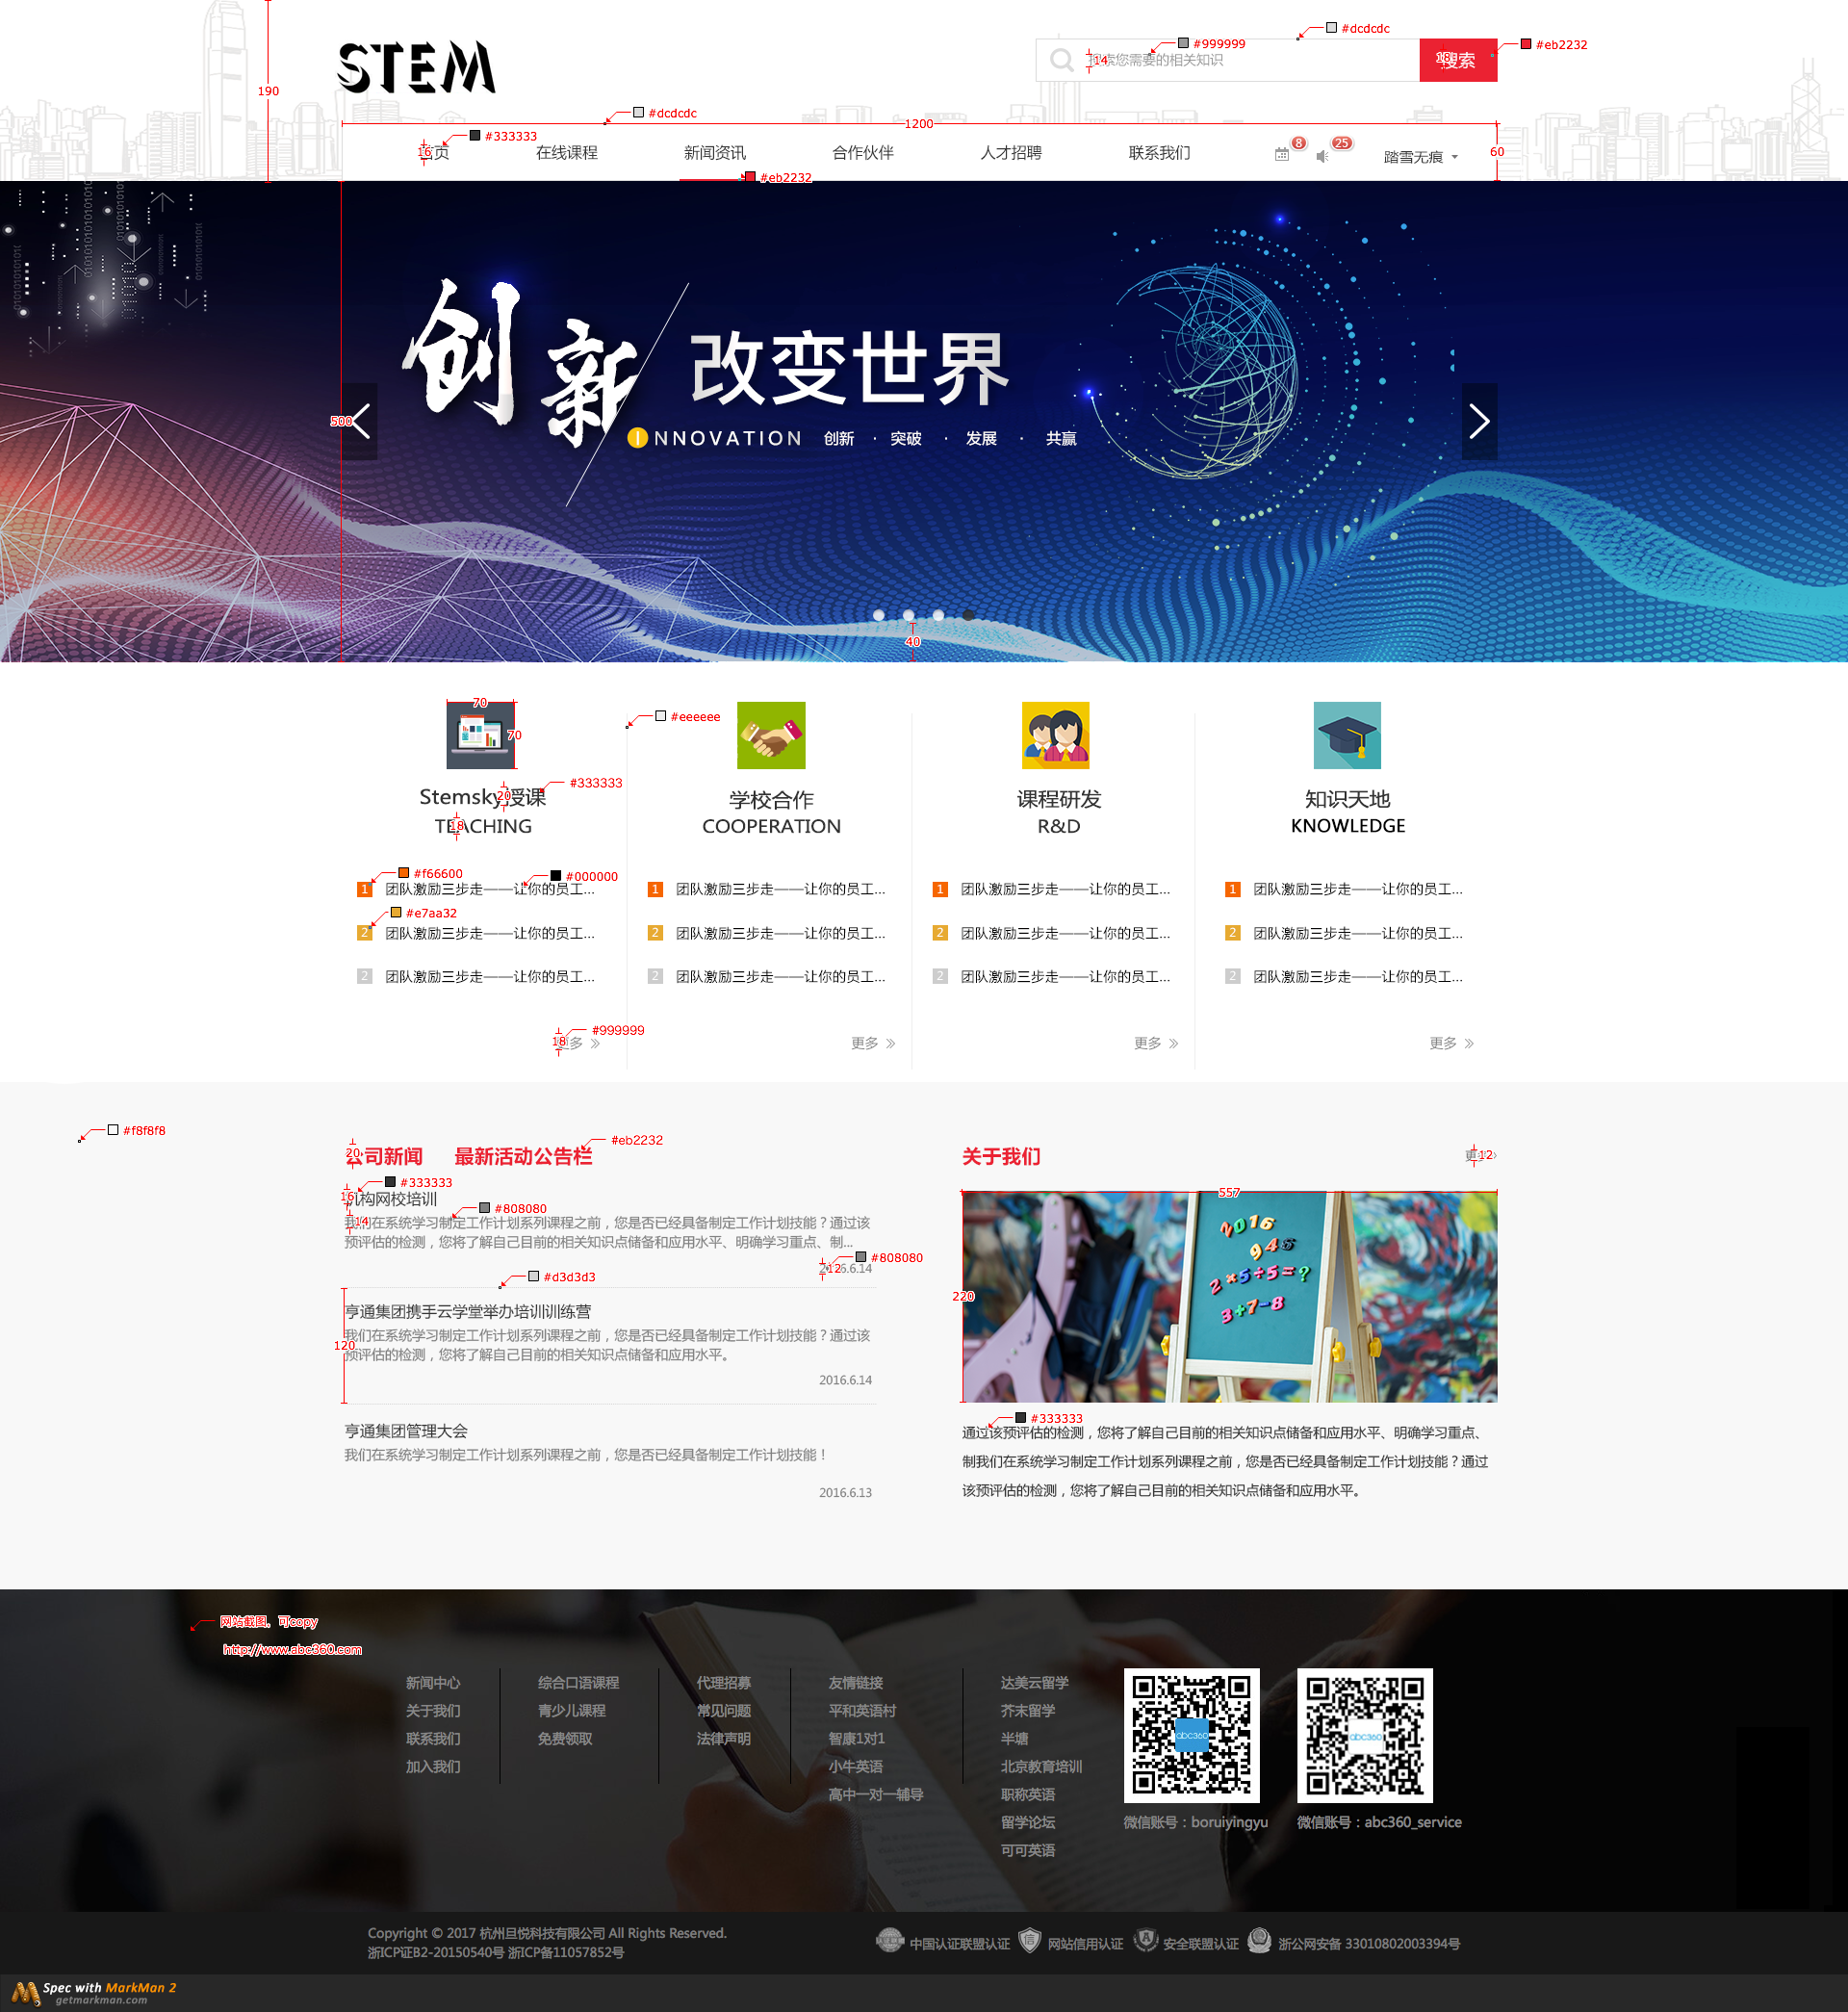 STEM
190
搜索您需要的相关知识
14
#999999
#dcdcdc
搜索
18
#eb2232
#dcdcdc
1200
#333333
16
首页
在线课程
新闻资讯
合作伙伴
人才招聘
联系我们
8
25
踏雪无痕
60
#eb2232
创新
改变世界
INNOVATION
创新 · 突破 · 发展 · 共赢
500
40
70
70
#eeeeee
#333333
Stemsky授课
20
TEACHING
18
学校合作
COOPERATION
课程研发
R&D
知识天地
KNOWLEDGE
#f66600
#000000
1 团队激励三步走——让你的员工...
#e7aa32
2 团队激励三步走——让你的员工...
2 团队激励三步走——让你的员工...
#999999
18
更多
1 团队激励三步走——让你的员工...
2 团队激励三步走——让你的员工...
2 团队激励三步走——让你的员工...
更多
1 团队激励三步走——让你的员工...
2 团队激励三步走——让你的员工...
2 团队激励三步走——让你的员工...
更多
1 团队激励三步走——让你的员工...
2 团队激励三步走——让你的员工...
2 团队激励三步走——让你的员工...
更多
#f8f8f8
#eb2232
20
公司新闻 最新活动公告栏
#333333
16
机构网校培训
#808080
14
我们在系统学习制定工作计划系列课程之前，您是否已经具备制定工作计划技能？通过该
预评估的检测，您将了解自己目前的相关知识点储备和应用水平、明确学习重点、制...
#808080
12
2016.6.14
#d3d3d3
亨通集团携手云学堂举办培训训练营
我们在系统学习制定工作计划系列课程之前，您是否已经具备制定工作计划技能？通过该
120
预评估的检测，您将了解自己目前的相关知识点储备和应用水平。
2016.6.14
亨通集团管理大会
我们在系统学习制定工作计划系列课程之前，您是否已经具备制定工作计划技能！
2016.6.13
关于我们
更多
12
557
220
2016
945
2×5÷5=?
3+7-8
#333333
通过该预评估的检测，您将了解自己目前的相关知识点储备和应用水平、明确学习重点、
制我们在系统学习制定工作计划系列课程之前，您是否已经具备制定工作计划技能？通过
该预评估的检测，您将了解自己目前的相关知识点储备和应用水平。
网站截图，可copy
http://www.abc360.com
新闻中心
关于我们
联系我们
加入我们
综合口语课程
青少儿课程
免费领取
代理招募
常见问题
法律声明
友情链接
平和英语村
智康1对1
小牛英语
高中一对一辅导
达美云留学
芥末留学
半塘
北京教育培训
职称英语
留学论坛
可可英语
abc360
微信账号：boruiyingyu
abc360
微信账号：abc360_service
Copyright © 2017 杭州旦悦科技有限公司 All Rights Reserved.
浙ICP证B2-20150540号 浙ICP备11057852号
中国认证联盟认证
信
网站信用认证
A
安全联盟认证
浙公网安备 33010802003394号
Spec with MarkMan 2
getmarkman.com